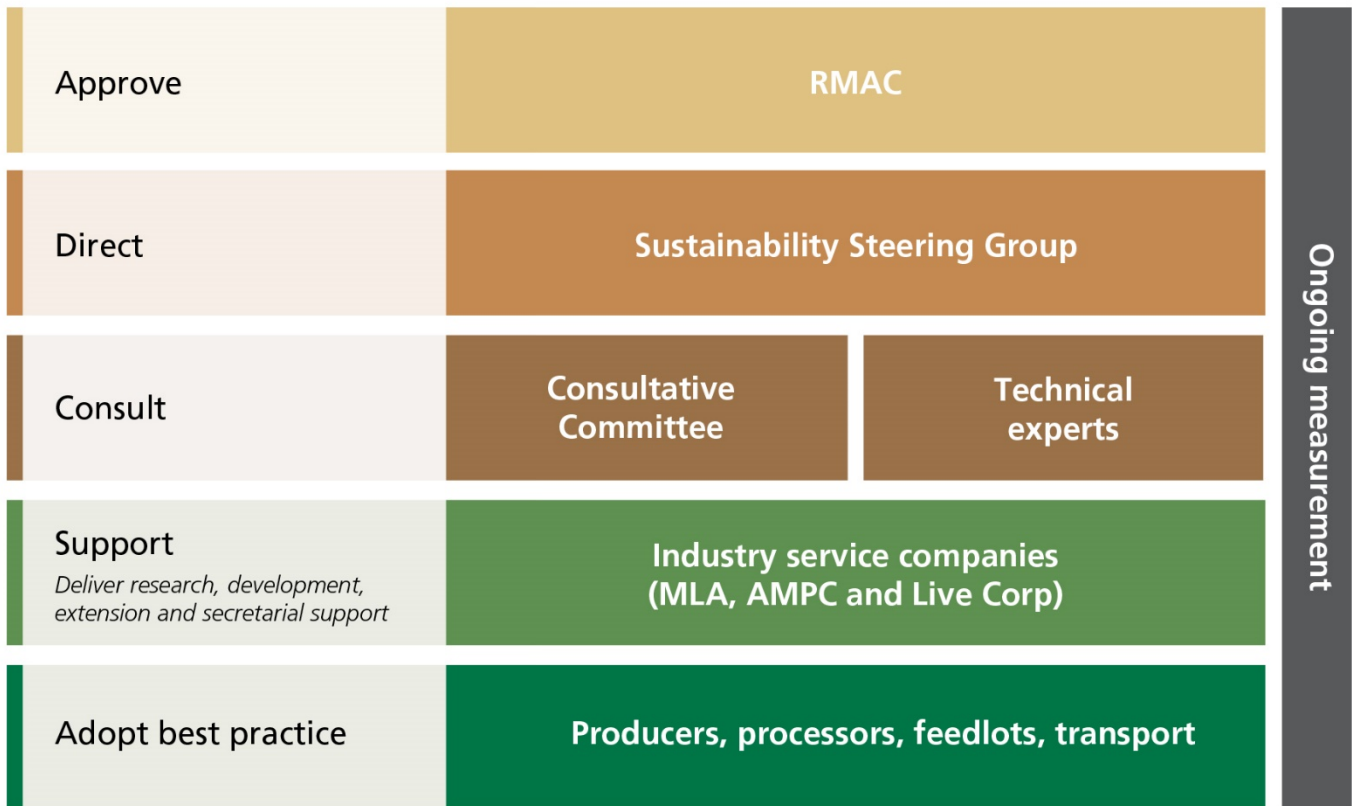 Approve
RMAC
Direct
Sustainability Steering Group
Consult
Consultative
Committee
Technical
experts
Support
Deliver research, development,
extension and secretarial support
Industry service companies
(MLA, AMPC and Live Corp)
Adopt best practice
Producers, processors, feedlots, transport
Ongoing measurement